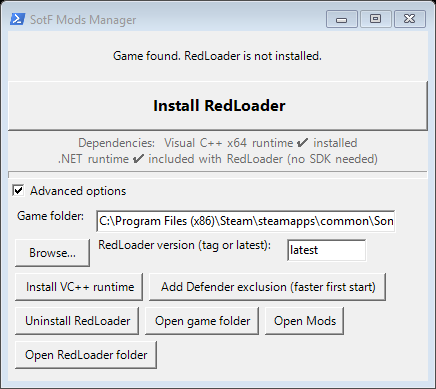 SotF Mods Manager
Game found. RedLoader is not installed.
Install RedLoader
Dependencies: Visual C++ x64 runtime ✔ installed
.NET runtime ✔ included with RedLoader (no SDK needed)
Advanced options
Game folder: C:\Program Files (x86)\Steam\steamapps\common\Son
Browse... RedLoader version (tag or latest): latest
Install VC++ runtime Add Defender exclusion (faster first start)
Uninstall RedLoader Open game folder Open Mods
Open RedLoader folder